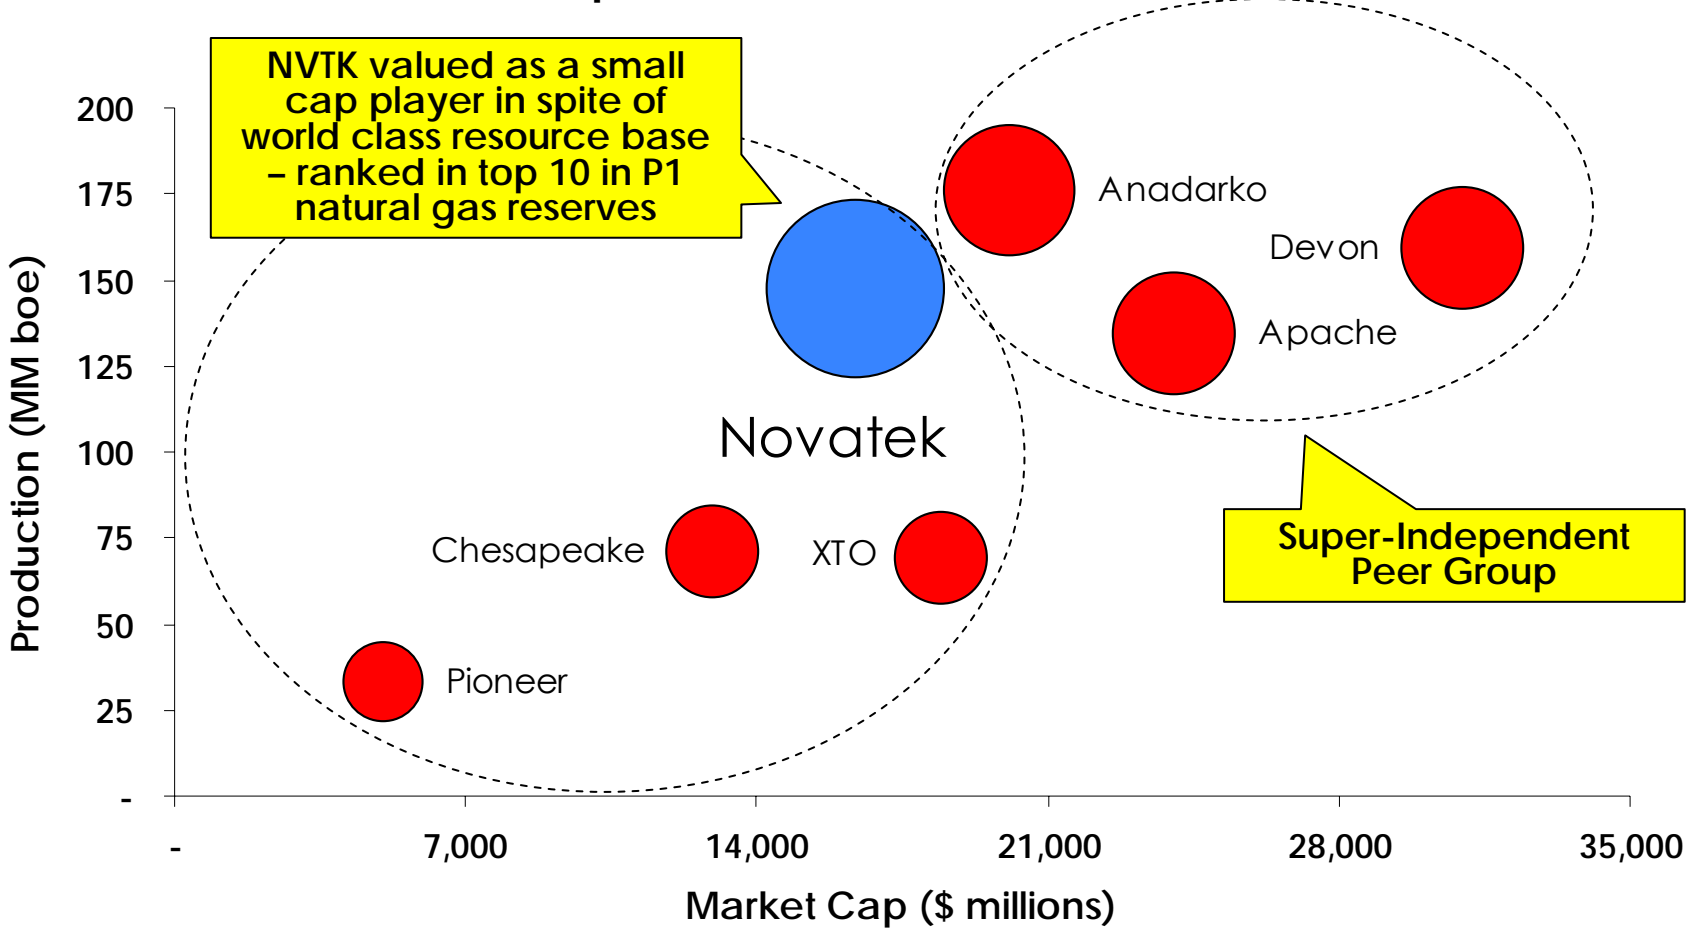 NVTK valued as a small
cap player in spite of
world class resource base
– ranked in top 10 in P1
natural gas reserves
200
175
150
125
100
75
50
25
-
Production (MM boe)
Anadarko
Devon
Apache
Novatek
Chesapeake
XTO
Pioneer
Super-Independent
Peer Group
-
7,000
14,000
21,000
28,000
35,000
Market Cap ($ millions)